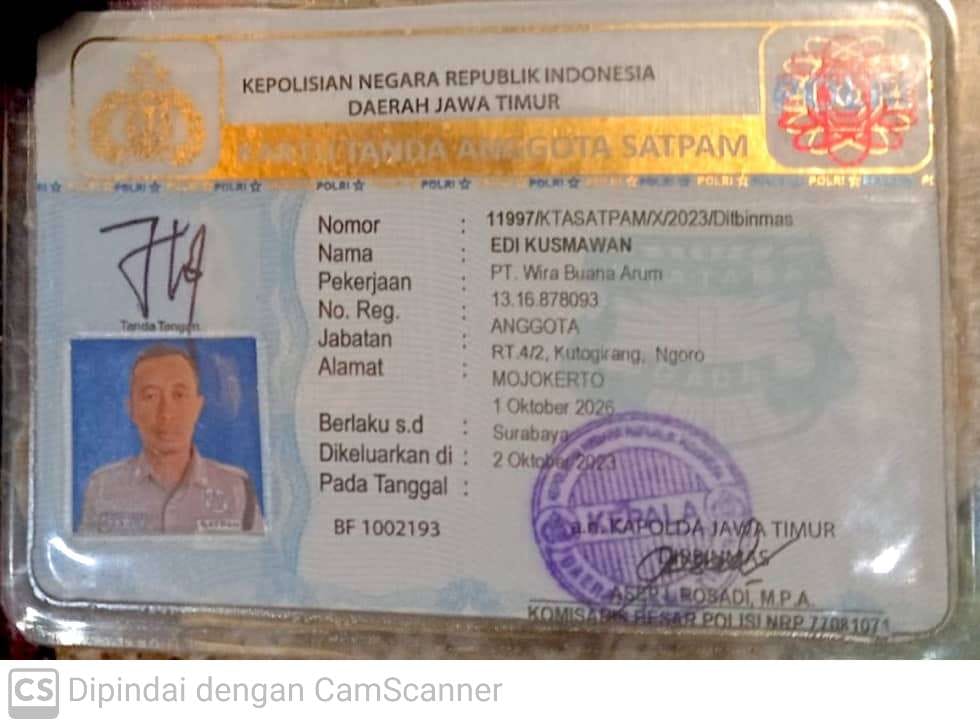 KEPOLISIAN NEGARA REPUBLIK INDONESIA
DAERAH JAWA TIMUR
KARTU TANDA ANGGOTA SATPAM
POLRI POLRI POLRI POLRI POLRI POLRI POLRI POLRI
Nomor : 11997/KTASATPAM/X/2023/Ditbinmas
Nama : EDI KUSMAWAN
Pekerjaan : PT. Wira Buana Arum
No. Reg. : 13.16.878093
Jabatan : ANGGOTA
Alamat : RT.4/2, Kutogirang, Ngoro
MOJOKERTO
Berlaku s.d : 1 Oktober 2026
Dikeluarkan di : Surabaya
Pada Tanggal : 2 Oktober 2023
Tanda Tangan
SATPAM
BF 1002193
KEPALA
a.n. KAPOLDA JAWA TIMUR
DIRBINMAS
ROSADI, M.P.A.
KOMISARIS BESAR POLISI NRP 77081071
CS Dipindai dengan CamScanner